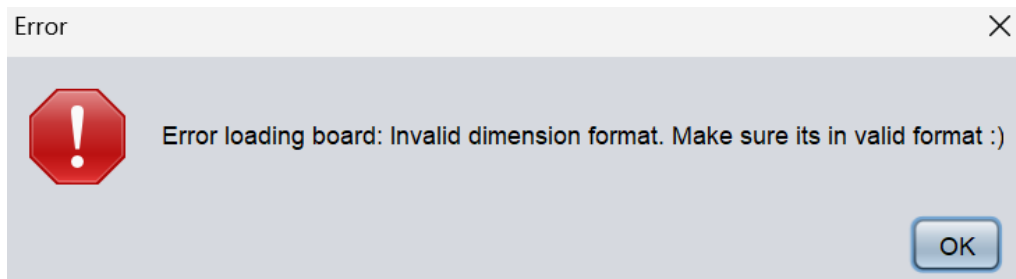 Error
Error loading board: Invalid dimension format. Make sure its in valid format :)
OK